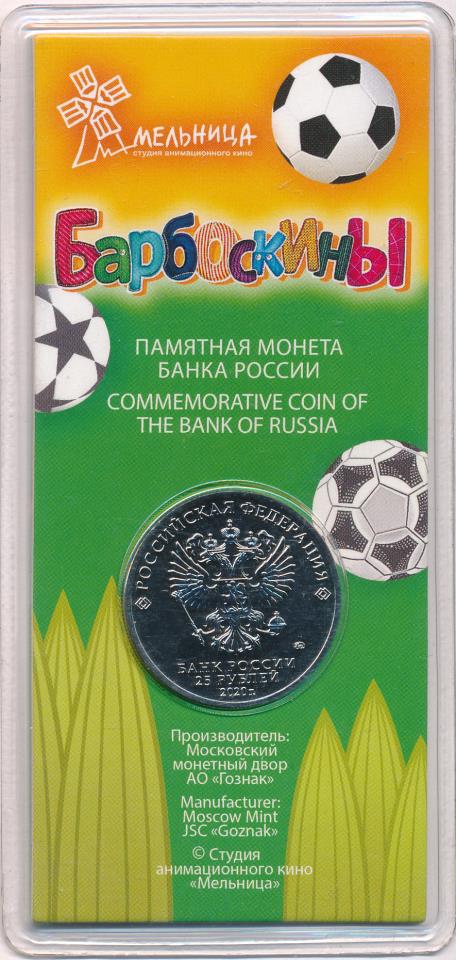 МЕЛЬНИЦА
студия анимационного кино
Барбоскины
ПАМЯТНАЯ МОНЕТА
БАНКА РОССИИ
COMMEMORATIVE COIN OF
THE BANK OF RUSSIA
РОССИЙСКАЯ ФЕДЕРАЦИЯ
БАНК РОССИИ
25 РУБЛЕЙ
2020 г.
Производитель:
Московский
монетный двор
АО «Гознак»
Manufacturer:
Moscow Mint
JSC «Goznak»
© Студия
анимационного кино
«Мельница»